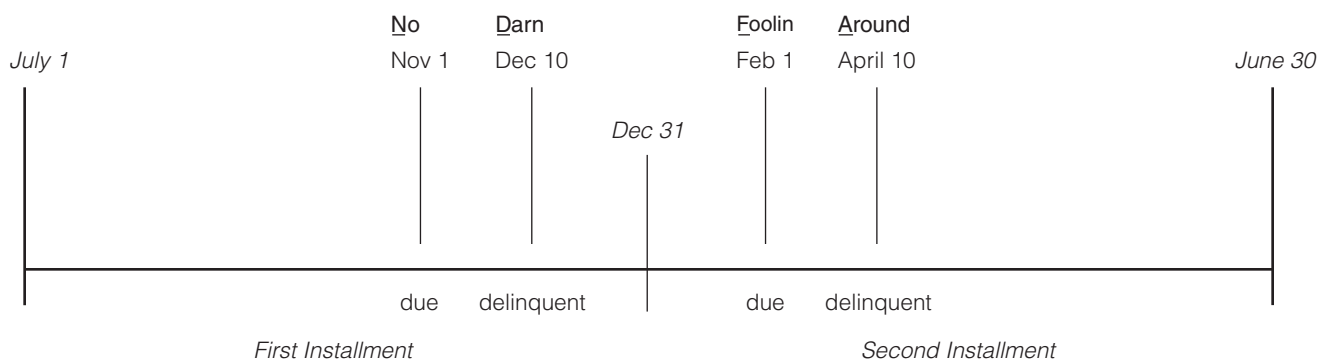 No Darn Foolin Around
July 1 Nov 1 Dec 10 Feb 1 April 10 June 30
Dec 31
due delinquent due delinquent
First Installment Second Installment